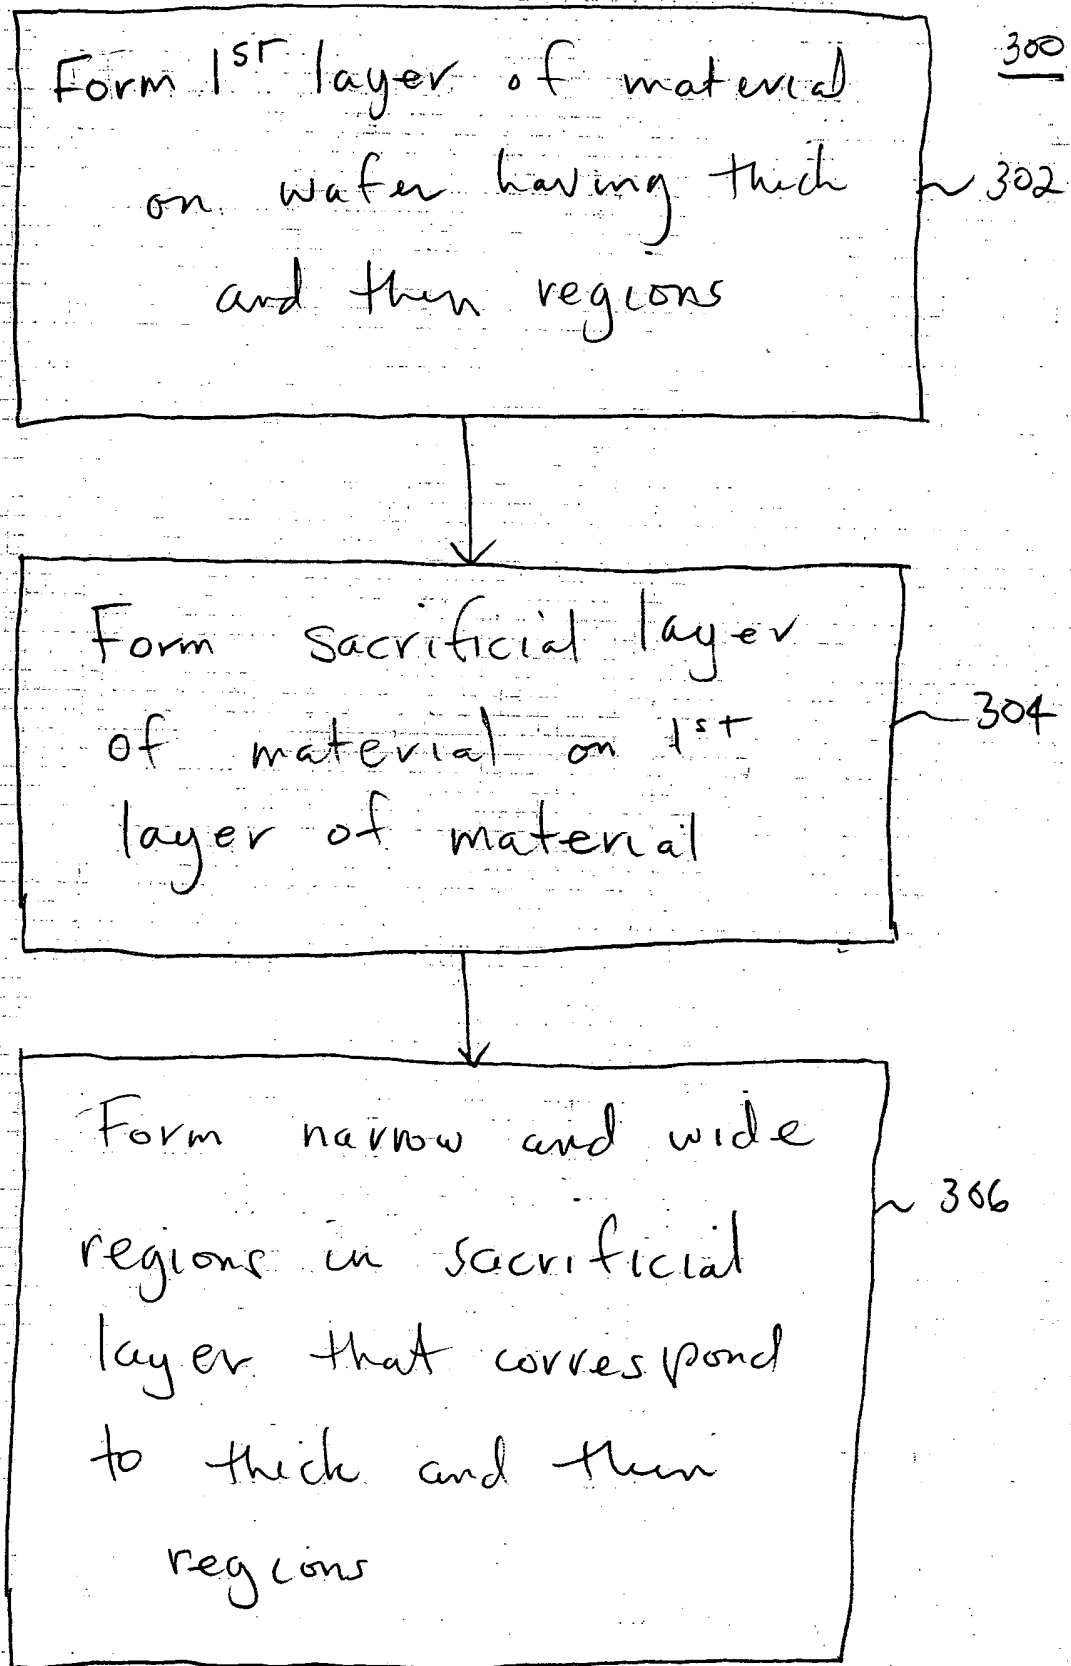 300
Form 1st layer of material
on wafer having thick
~ 302
and thin regions
Form sacrificial layer
of material on 1st
304
layer of material
Form narrow and wide
306
regions in sacrificial
layer that correspond
to thick and thin
regions